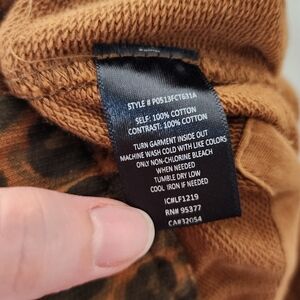 STYLE # P0513FCT631A
SELF: 100% COTTON
CONTRAST: 100% COTTON
TURN GARMENT INSIDE OUT
MACHINE WASH COLD WITH LIKE COLORS
ONLY NON-CHLORINE BLEACH
WHEN NEEDED
TUMBLE DRY LOW
COOL IRON IF NEEDED
IC#LF1219
RN# 95377
CA#32054